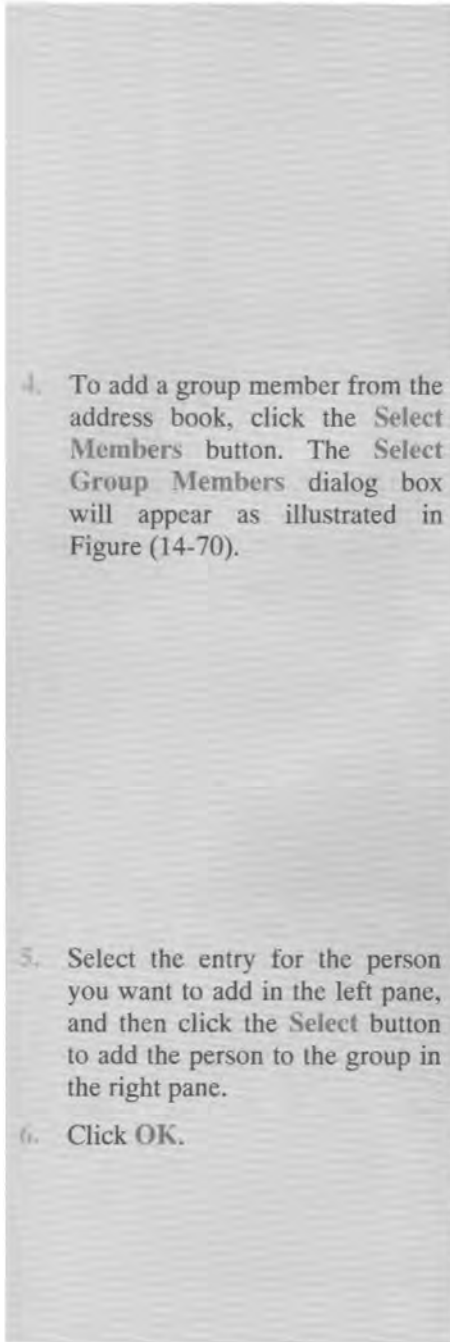 4. To add a group member from the
address book, click the Select
Members button. The Select
Group Members dialog box
will appear as illustrated in
Figure (14-70).
5. Select the entry for the person
you want to add in the left pane,
and then click the Select button
to add the person to the group in
the right pane.
6. Click OK.